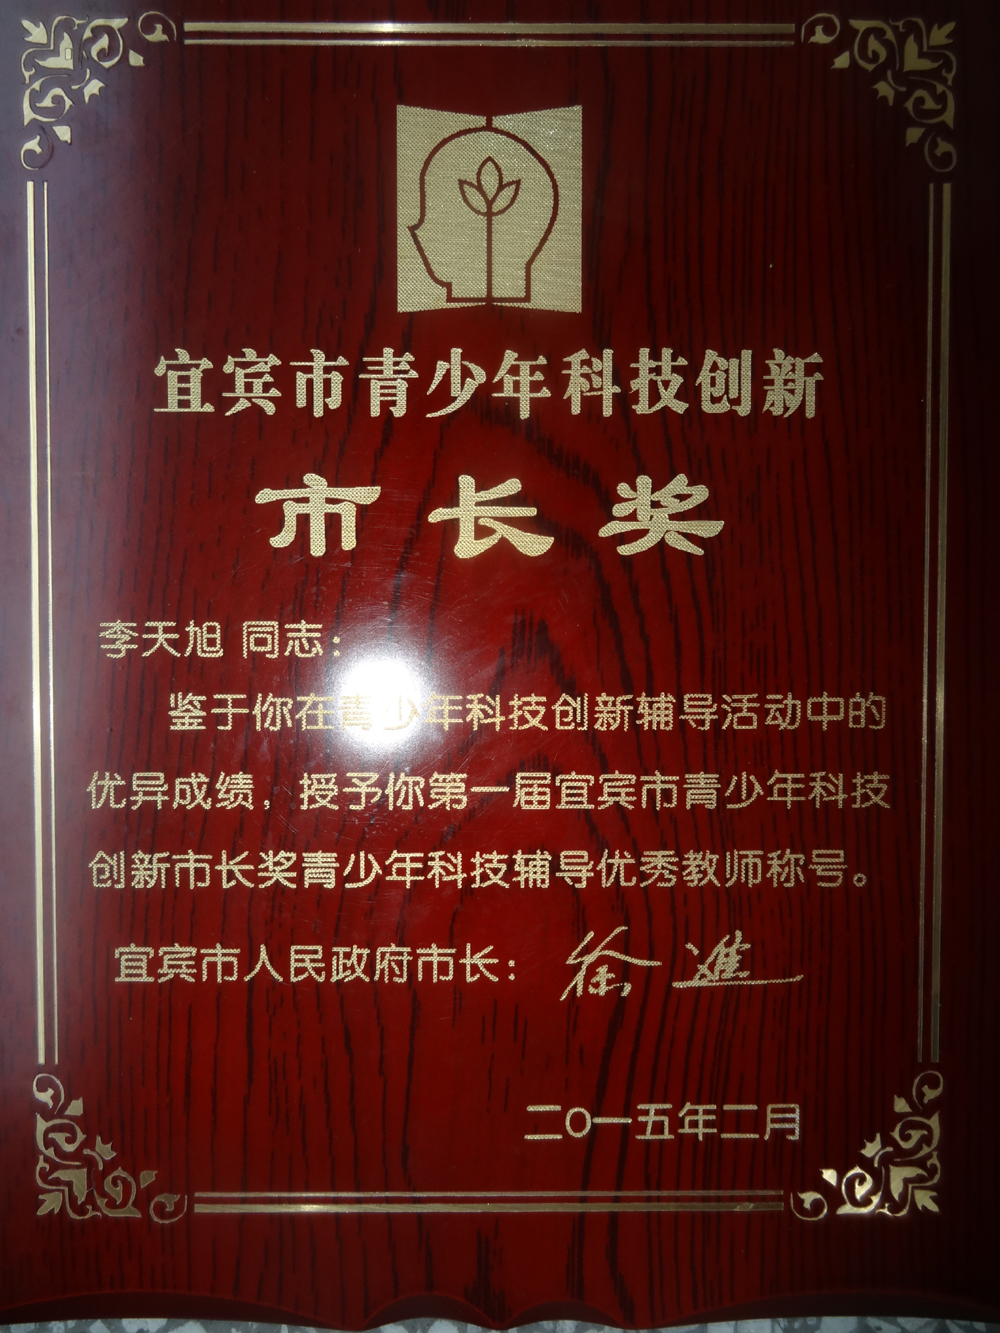 宜宾市青少年科技创新
市长奖
李天旭 同志：
鉴于你在青少年科技创新辅导活动中的
优异成绩，授予你第一届宜宾市青少年科技
创新市长奖青少年科技辅导优秀教师称号。
宜宾市人民政府市长：徐进
二O一五年二月